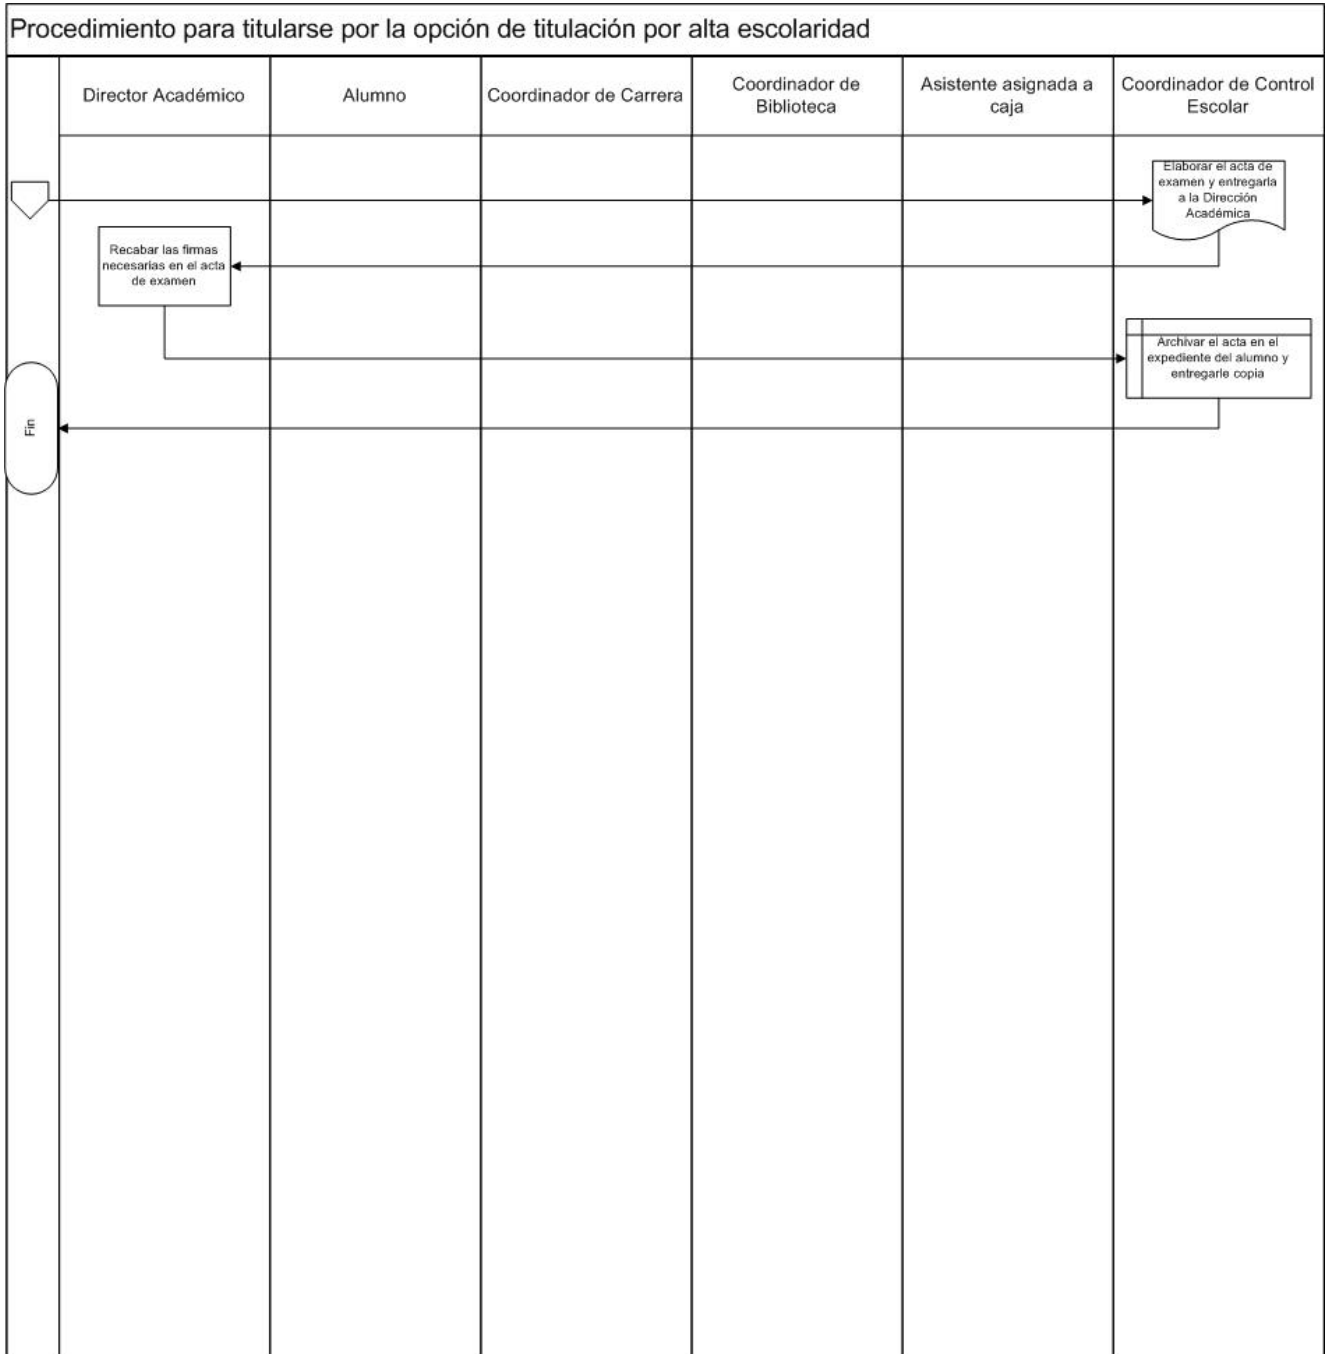 Procedimiento para titularse por la opción de titulación por alta escolaridad
Director Académico
Alumno
Coordinador de Carrera
Coordinador de
Biblioteca
Asistente asignada a
caja
Coordinador de Control
Escolar
Elaborar el acta de
examen y entregarla
a la Dirección
Académica
Recabar las firmas
necesarias en el acta
de examen
Archivar el acta en el
expediente del alumno y
entregarle copia
Fin